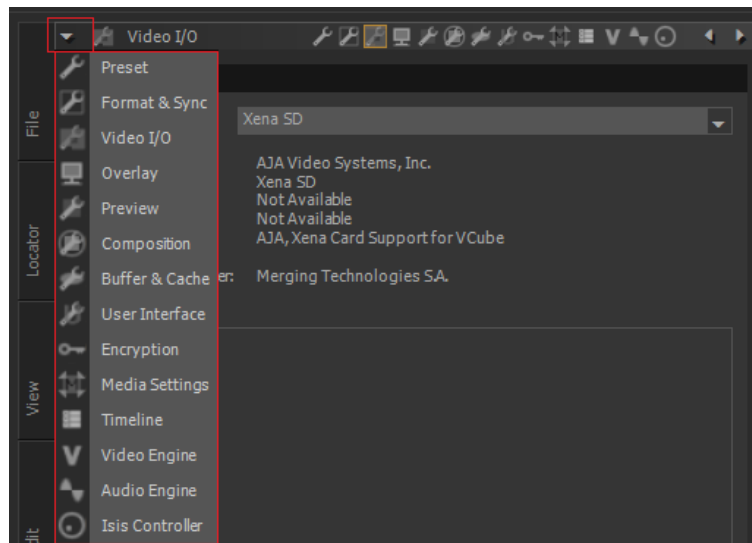 Video I/O
Preset
Format & Sync
Video I/O
Overlay
Preview
Composition
Buffer & Cache
User Interface
Encryption
Media Settings
Timeline
Video Engine
Audio Engine
Isis Controller
File
Locator
View
Xena SD
AJA Video Systems, Inc.
Xena SD
Not Available
Not Available
AJA, Xena Card Support for VCube
er: Merging Technologies S.A.